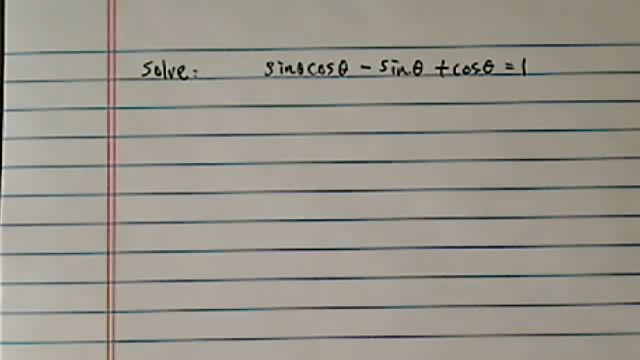 Solve: sinθcosθ - sinθ + cosθ = 1